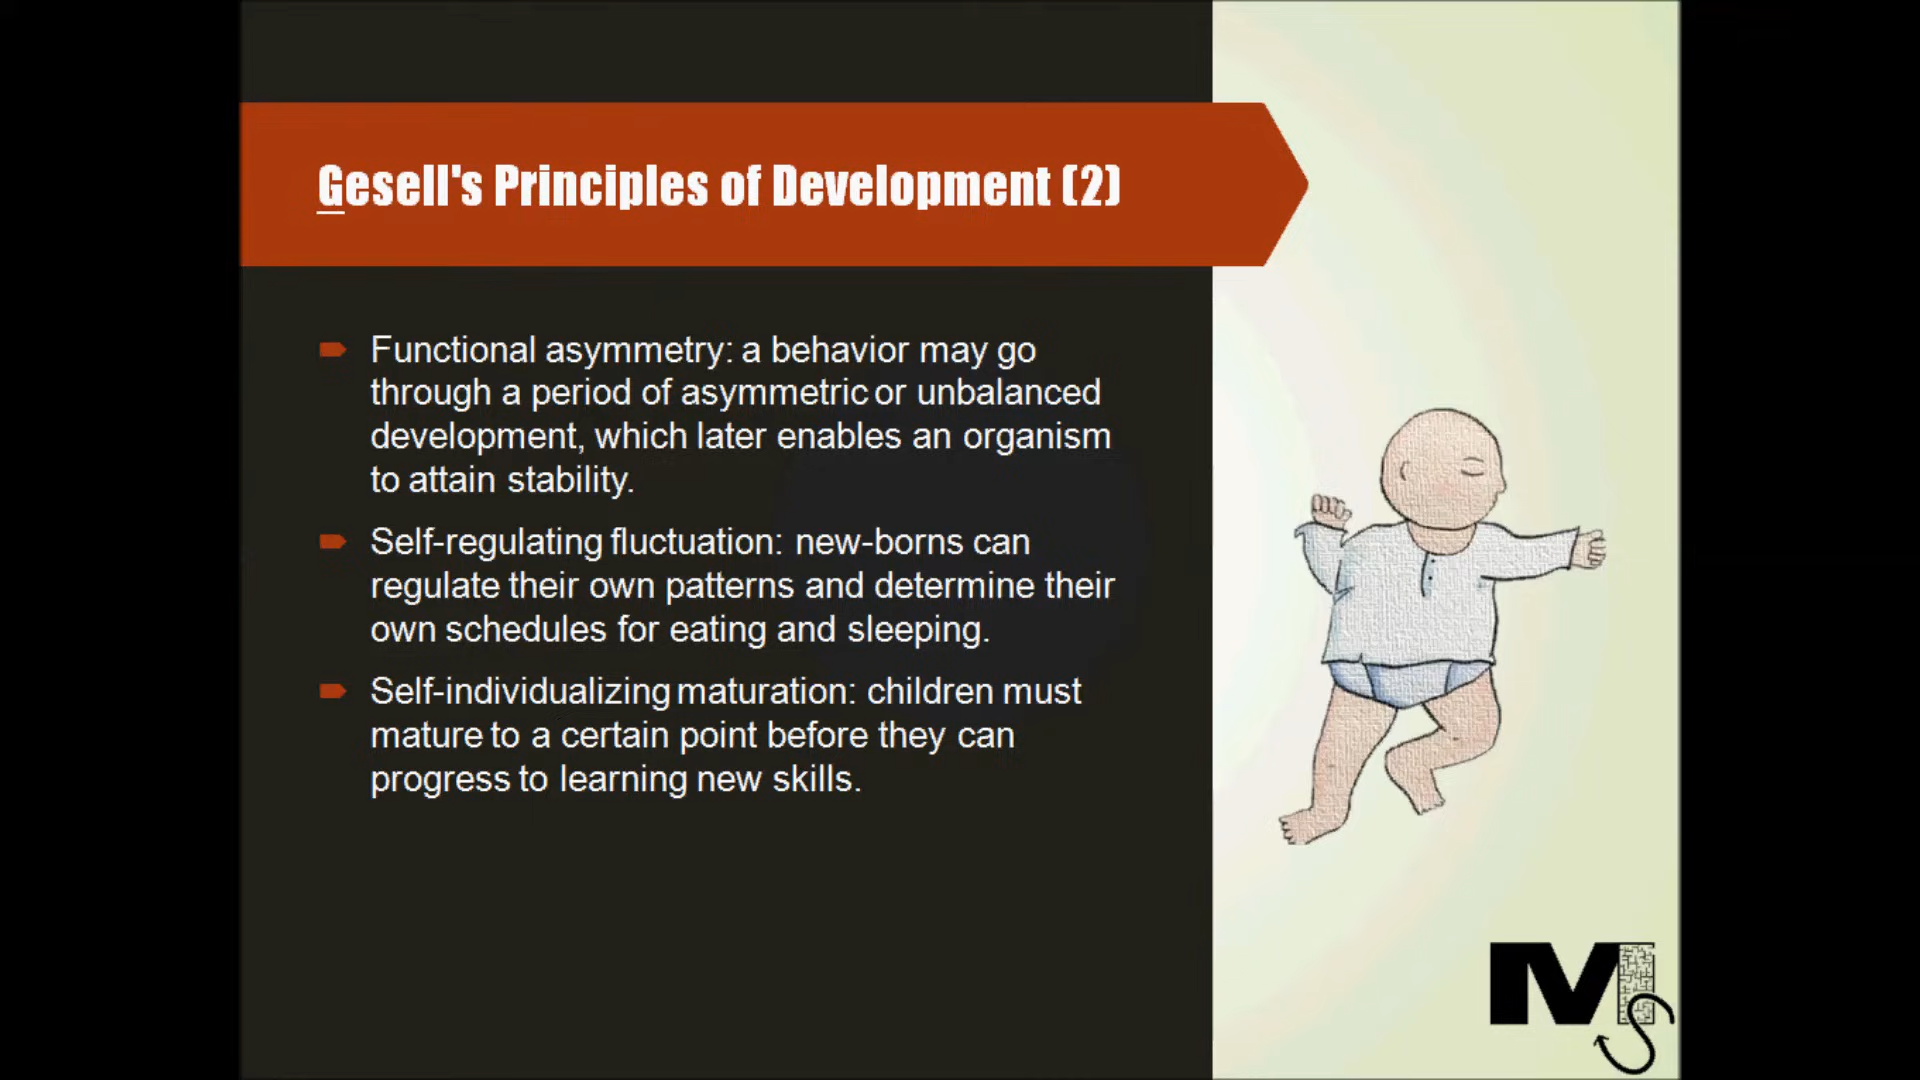 Gesell's Principles of Development (2)
Functional asymmetry: a behavior may go
through a period of asymmetric or unbalanced
development, which later enables an organism
to attain stability.
Self-regulating fluctuation: new-borns can
regulate their own patterns and determine their
own schedules for eating and sleeping.
Self-individualizing maturation: children must
mature to a certain point before they can
progress to learning new skills.